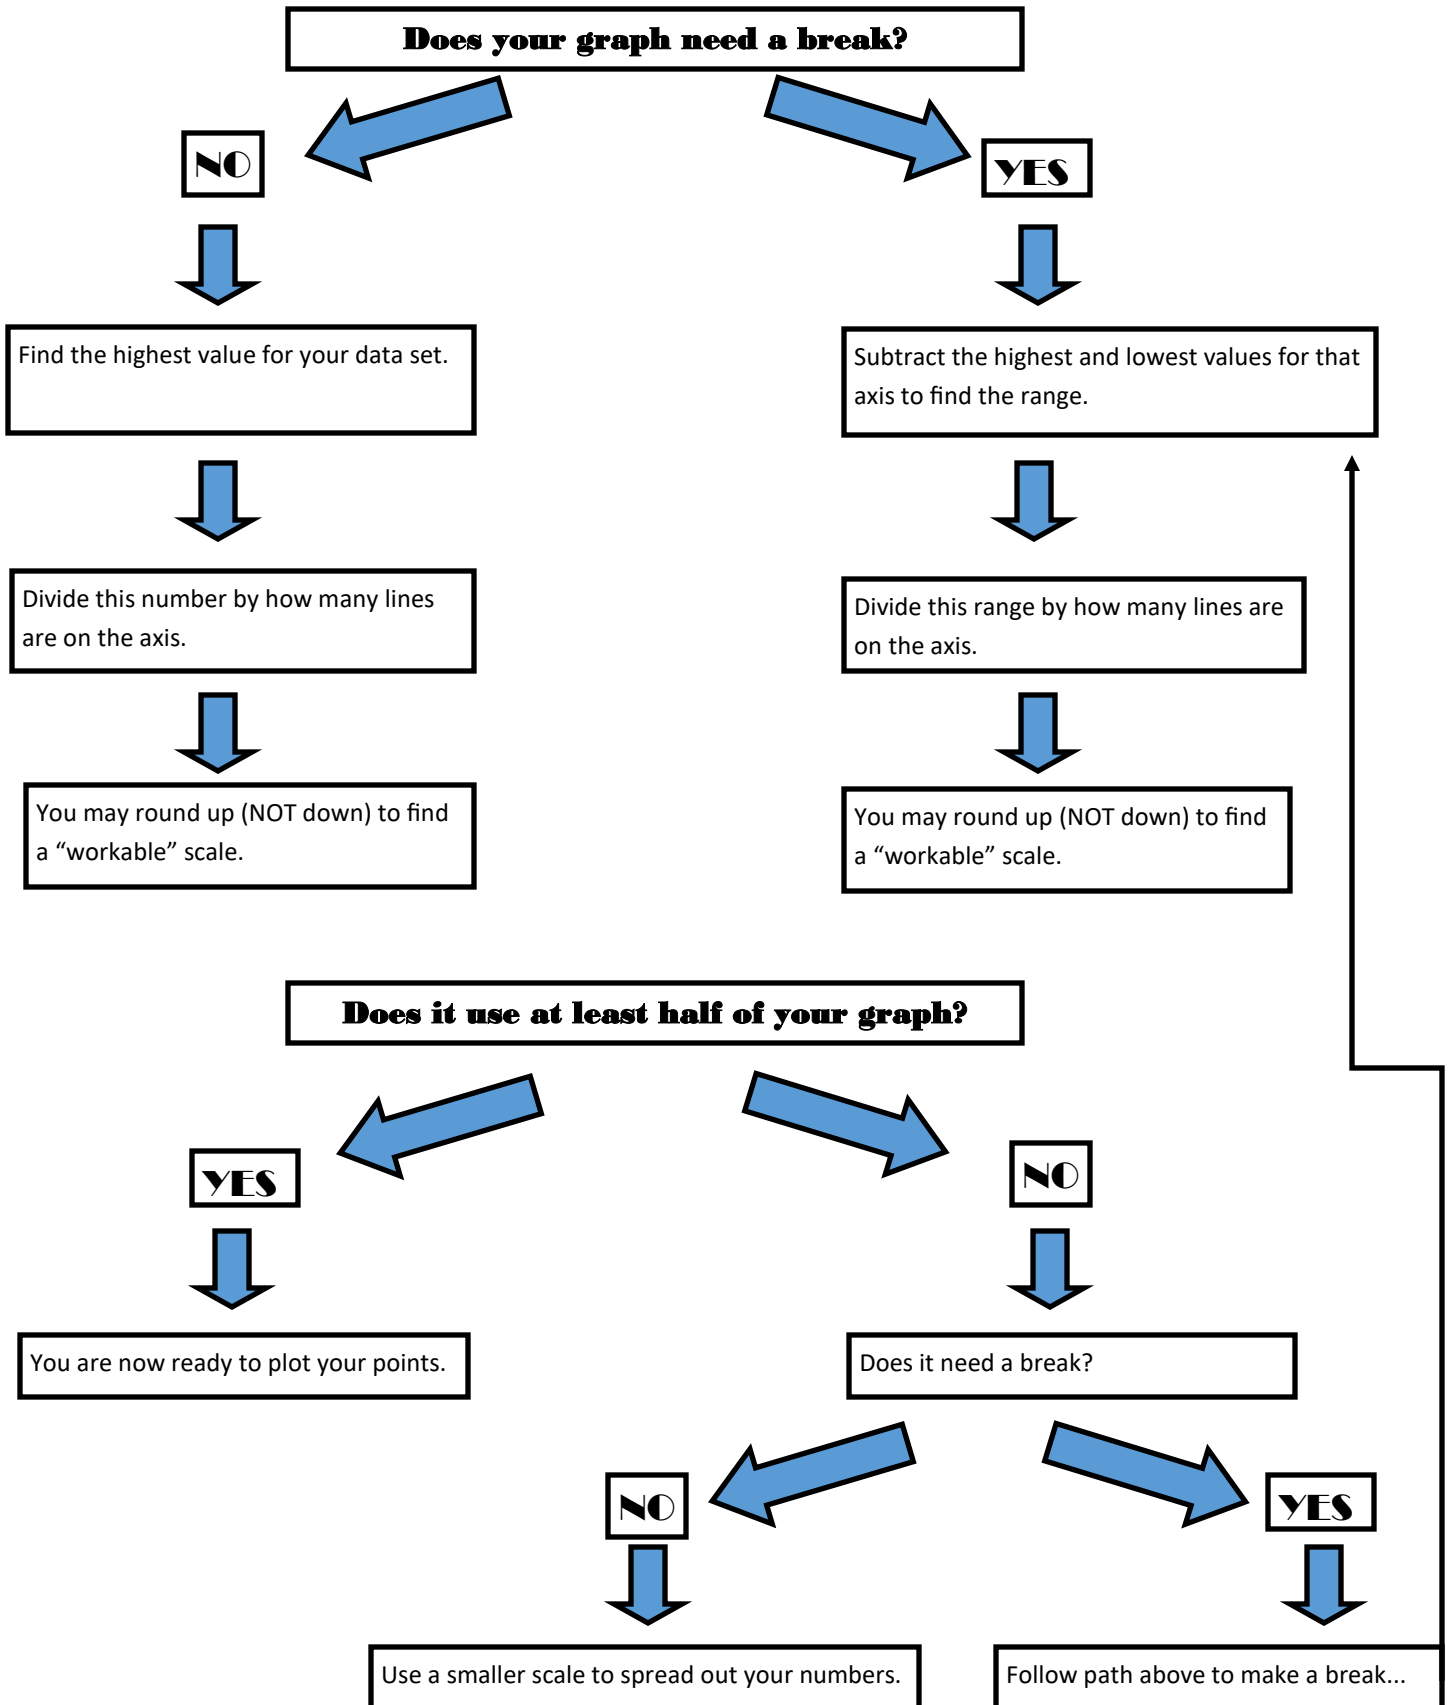 Does your graph need a break?
NO
YES
Find the highest value for your data set.
Subtract the highest and lowest values for that
axis to find the range.
Divide this number by how many lines
are on the axis.
Divide this range by how many lines are
on the axis.
You may round up (NOT down) to find
a “workable” scale.
You may round up (NOT down) to find
a “workable” scale.
Does it use at least half of your graph?
YES
NO
You are now ready to plot your points.
Does it need a break?
NO
YES
Use a smaller scale to spread out your numbers.
Follow path above to make a break...